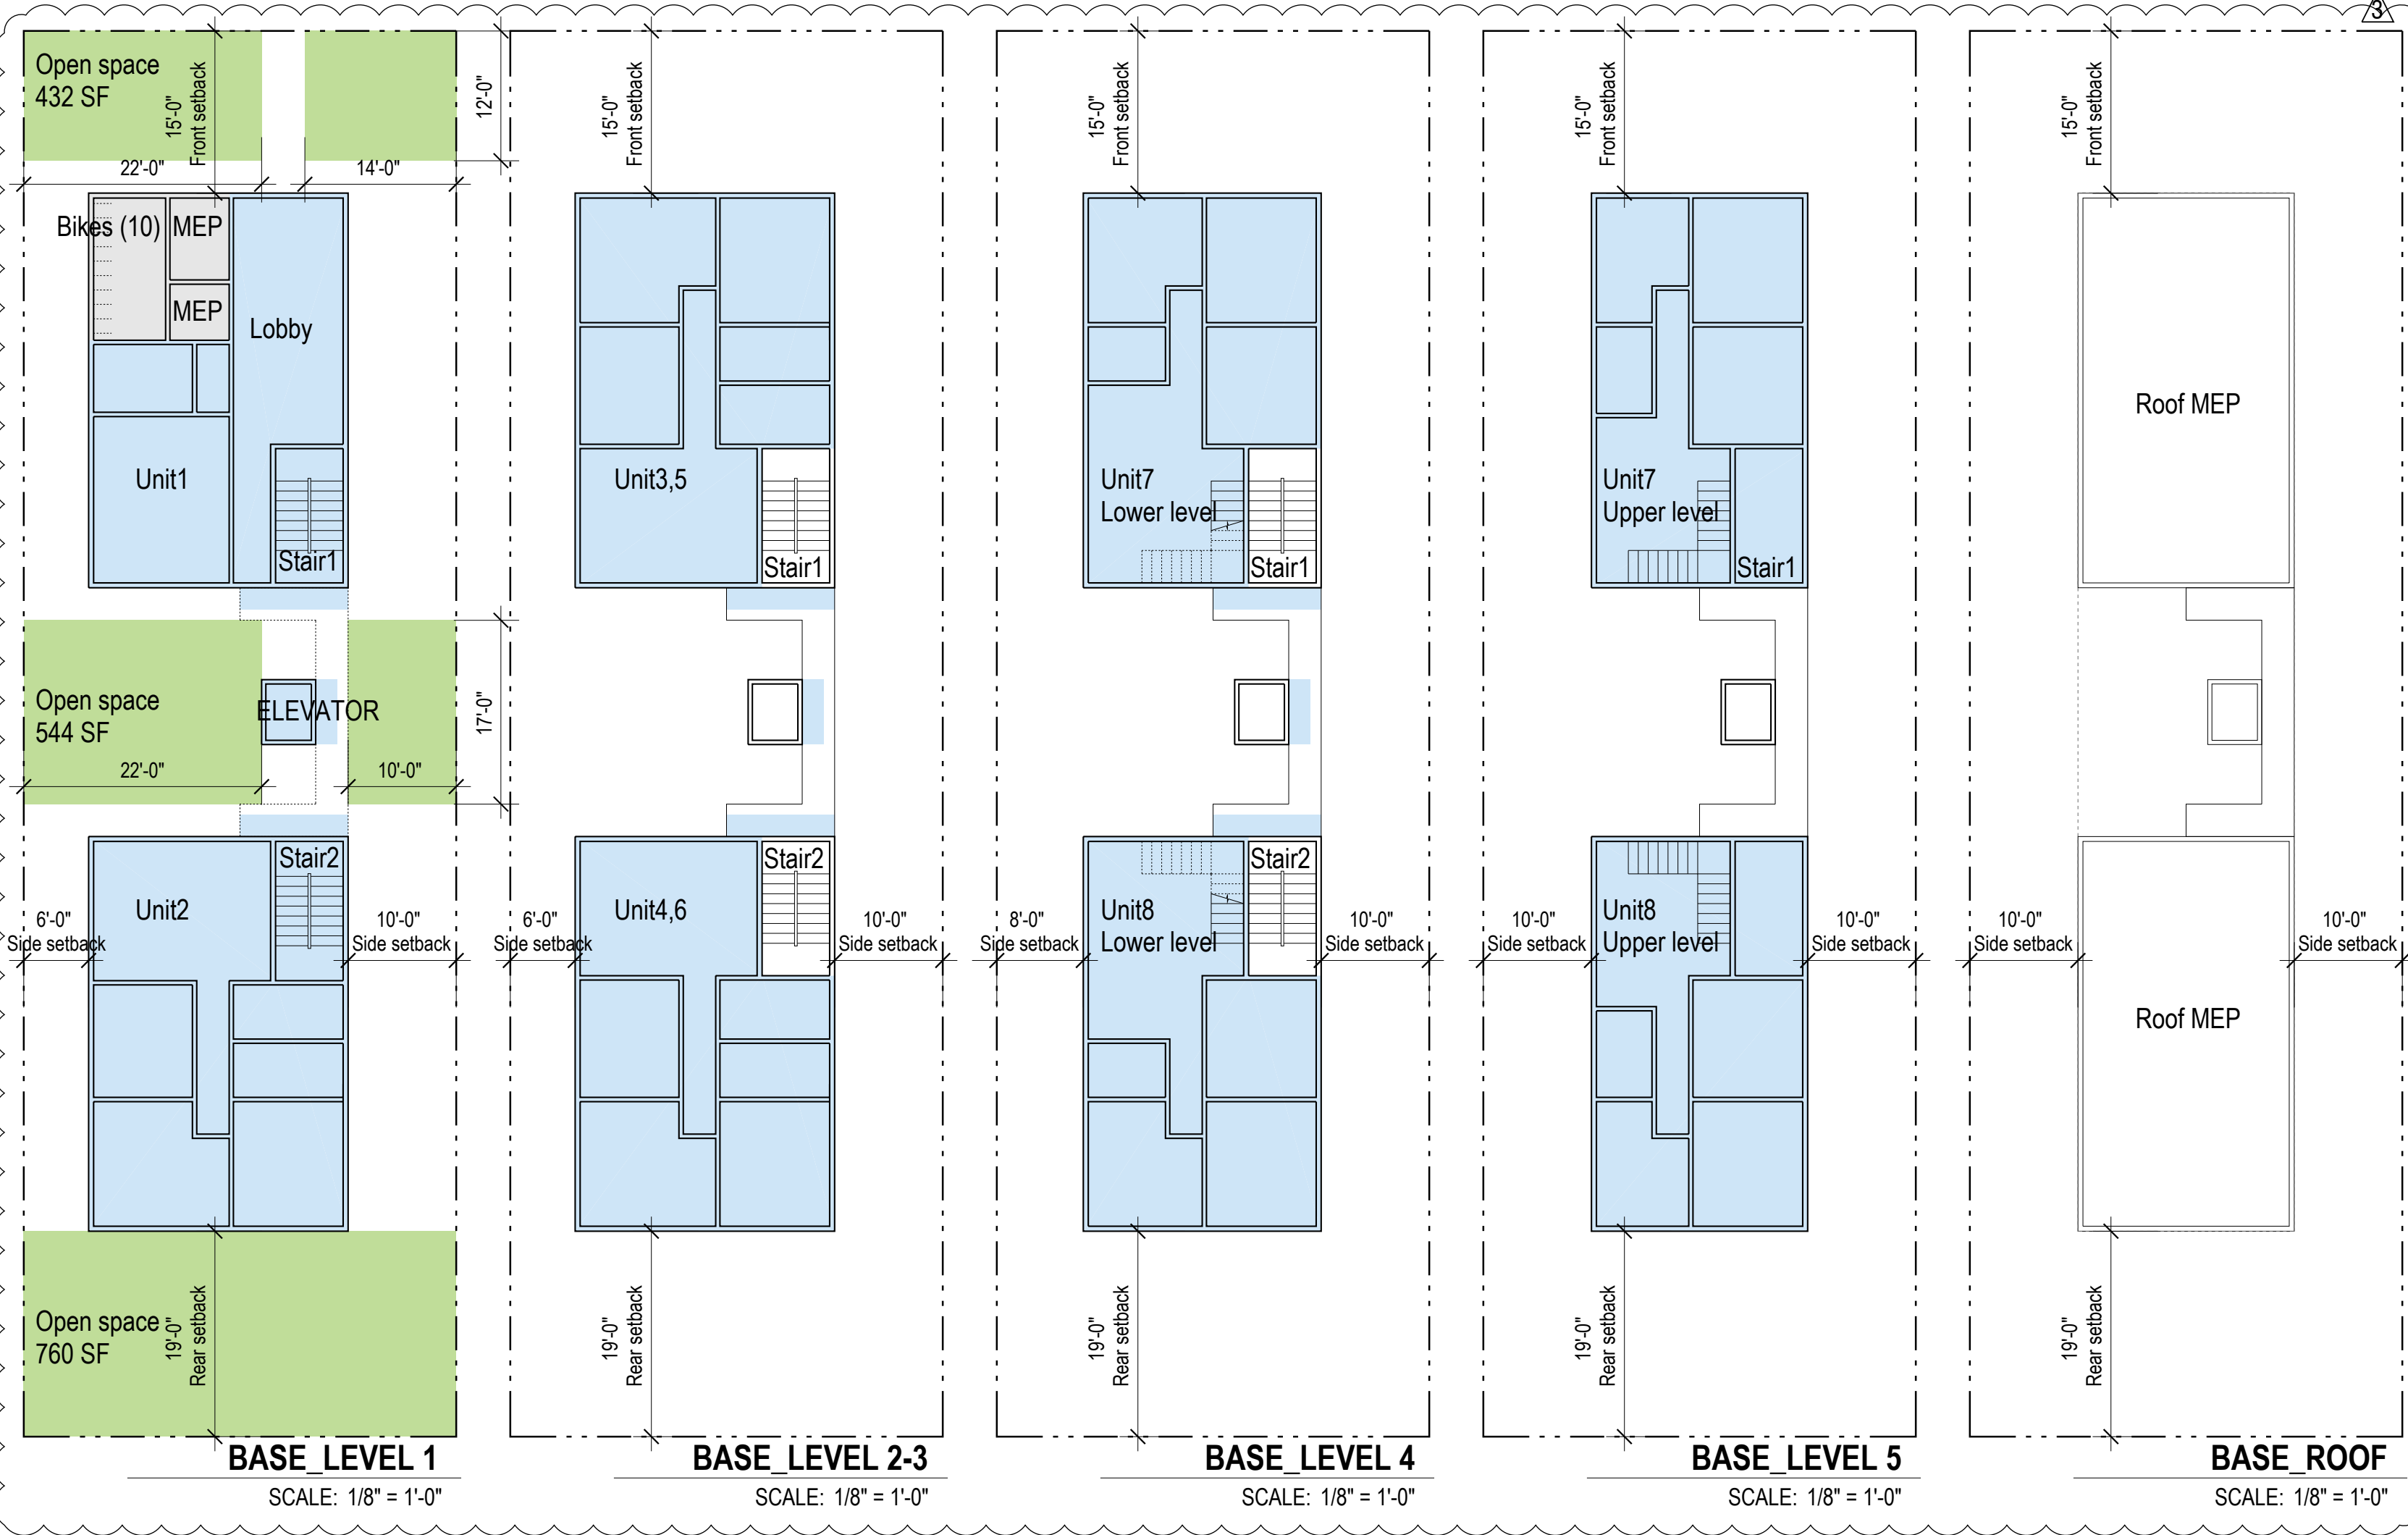 3
Open space
432 SF
15'-0"
Front setback
12'-0"
22'-0"
14'-0"
Bikes (10)
MEP
MEP
Lobby
Unit1
Stair1
Open space
544 SF
ELEVATOR
17'-0"
22'-0"
10'-0"
Stair2
Unit2
6'-0"
Side setback
10'-0"
Side setback
Open space
760 SF
19'-0"
Rear setback
BASE_LEVEL 1
SCALE: 1/8" = 1'-0"
15'-0"
Front setback
Unit3,5
Stair1
Stair2
Unit4,6
6'-0"
Side setback
10'-0"
Side setback
19'-0"
Rear setback
BASE_LEVEL 2-3
SCALE: 1/8" = 1'-0"
15'-0"
Front setback
Unit7
Lower level
Stair1
Stair2
Unit8
Lower level
8'-0"
Side setback
10'-0"
Side setback
19'-0"
Rear setback
BASE_LEVEL 4
SCALE: 1/8" = 1'-0"
15'-0"
Front setback
Unit7
Upper level
Stair1
Unit8
Upper level
10'-0"
Side setback
10'-0"
Side setback
19'-0"
Rear setback
BASE_LEVEL 5
SCALE: 1/8" = 1'-0"
15'-0"
Front setback
Roof MEP
10'-0"
Side setback
10'-0"
Side setback
Roof MEP
19'-0"
Rear setback
BASE_ROOF
SCALE: 1/8" = 1'-0"